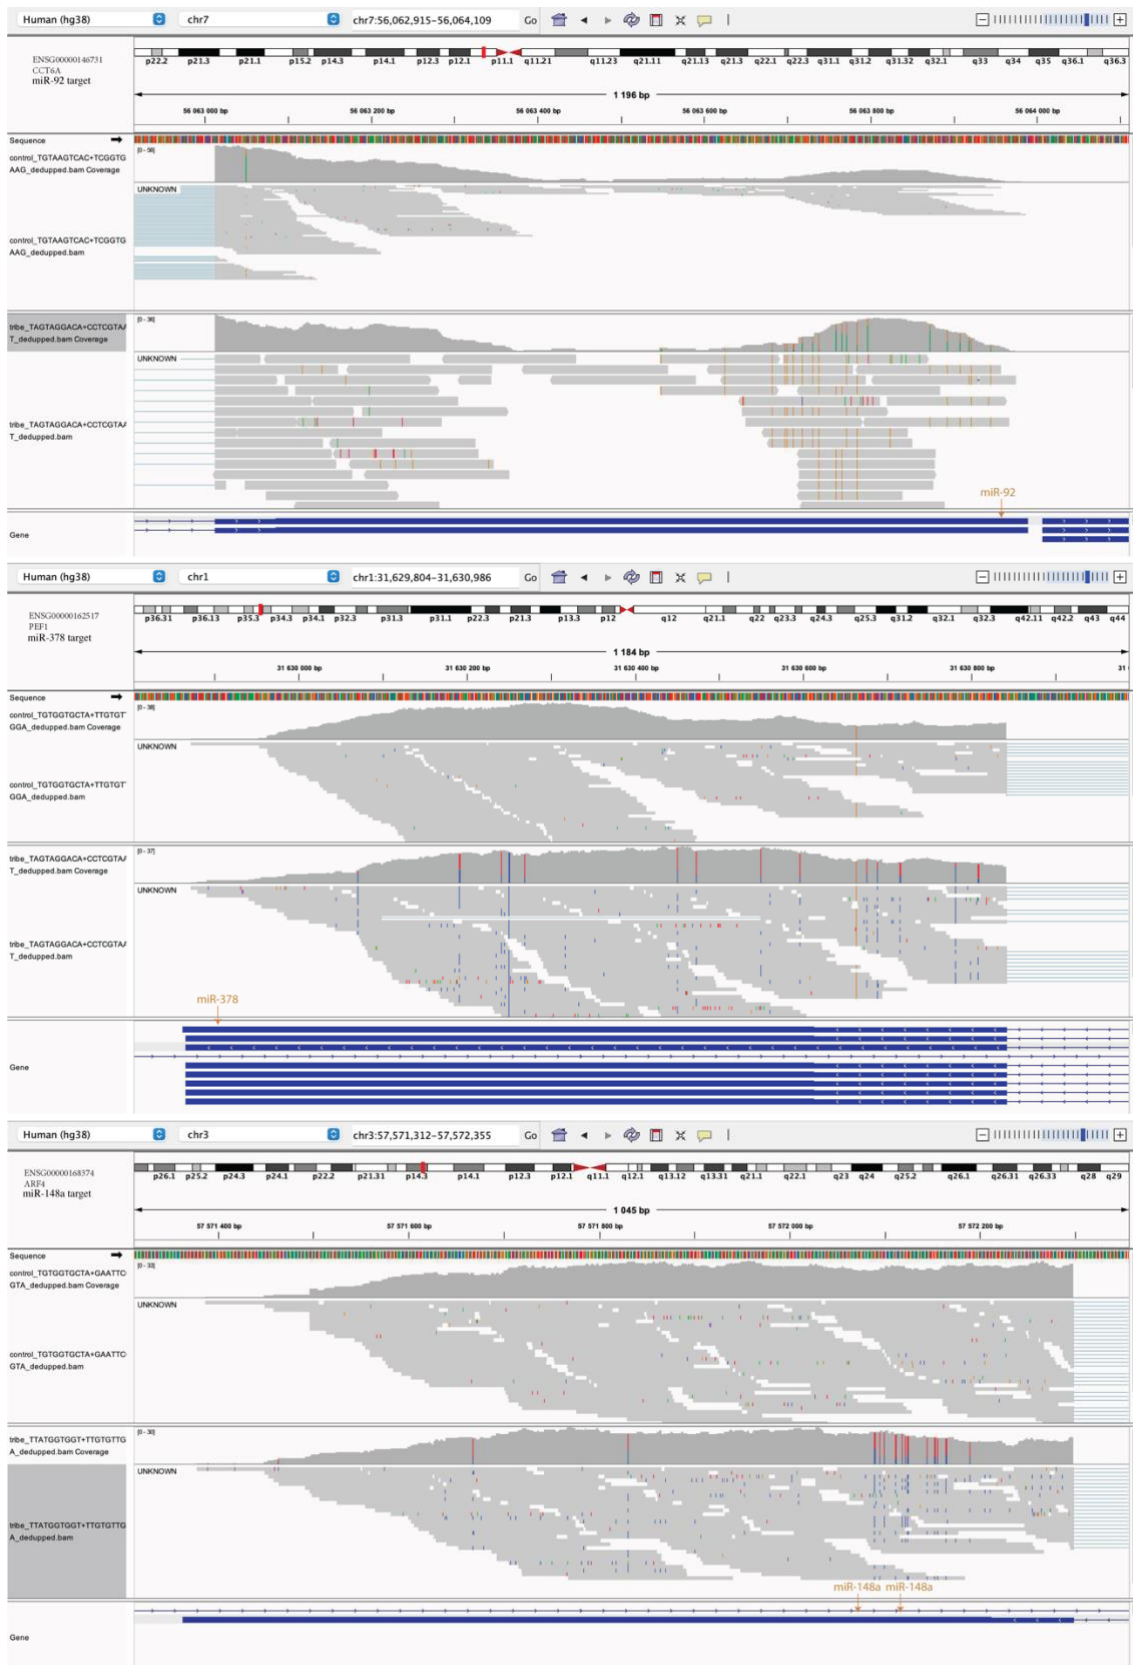 Human (hg38) chr7 chr7:56,062,915-56,064,109 Go
ENSG00000146731
CCT6A
miR-92 target
p22.2 p21.3 p21.1 p15.2 p14.3 p14.1 p12.3 p12.1 p11.1 q11.21 q11.23 q21.11 q21.13 q21.3 q22.1 q22.3 q31.1 q31.2 q31.32 q32.1 q33 q34 q35 q36.1 q36.3
1 196 bp
56 063 000 bp 56 063 200 bp 56 063 400 bp 56 063 600 bp 56 063 800 bp 56 064 000 bp
Sequence
control_TGTAAGTCAC+TCGGTG
AAG_dedupped.bam Coverage
UNKNOWN
control_TGTAAGTCAC+TCGGTG
AAG_dedupped.bam
tribe_TAGTAGGACA+CCTCGTAA
T_dedupped.bam Coverage
[0 - 36]
UNKNOWN
tribe_TAGTAGGACA+CCTCGTAA
T_dedupped.bam
miR-92
Gene
Human (hg38) chr1 chr1:31,629,804-31,630,986 Go
ENSG00000162517
PEF1
miR-378 target
p36.31 p36.13 p35.3 p34.3 p34.1 p32.3 p31.3 p31.1 p22.3 p21.3 p13.3 p12 q12 q21.1 q22 q23.3 q24.3 q25.3 q31.2 q32.1 q32.3 q42.11 q42.2 q43 q44
1 184 bp
31 630 000 bp 31 630 200 bp 31 630 400 bp 31 630 600 bp 31 630 800 bp 31
Sequence
control_TGTGGTGCTA+TTGTGT
GGA_dedupped.bam Coverage
[0 - 38]
UNKNOWN
control_TGTGGTGCTA+TTGTGT
GGA_dedupped.bam
tribe_TAGTAGGACA+CCTCGTAA
T_dedupped.bam Coverage
[0 - 37]
UNKNOWN
tribe_TAGTAGGACA+CCTCGTAA
T_dedupped.bam
miR-378
Gene
Human (hg38) chr3 chr3:57,571,312-57,572,355 Go
ENSG00000168374
ARF4
miR-148a target
p26.1 p25.2 p24.3 p24.1 p22.2 p21.31 p14.3 p14.1 p12.3 p12.1 q11.1 q12.1 q13.12 q13.31 q21.1 q22.2 q23 q24 q25.2 q26.1 q26.31 q26.33 q28 q29
1 045 bp
57 571 400 bp 57 571 600 bp 57 571 800 bp 57 572 000 bp 57 572 200 bp
Sequence
control_TGTGGTGCTA+GAATTC
GTA_dedupped.bam Coverage
[0 - 33]
UNKNOWN
control_TGTGGTGCTA+GAATTC
GTA_dedupped.bam
tribe_TTATGGTGGT+TTGTGTTG
A_dedupped.bam Coverage
[0 - 30]
UNKNOWN
tribe_TTATGGTGGT+TTGTGTTG
A_dedupped.bam
miR-148a miR-148a
Gene